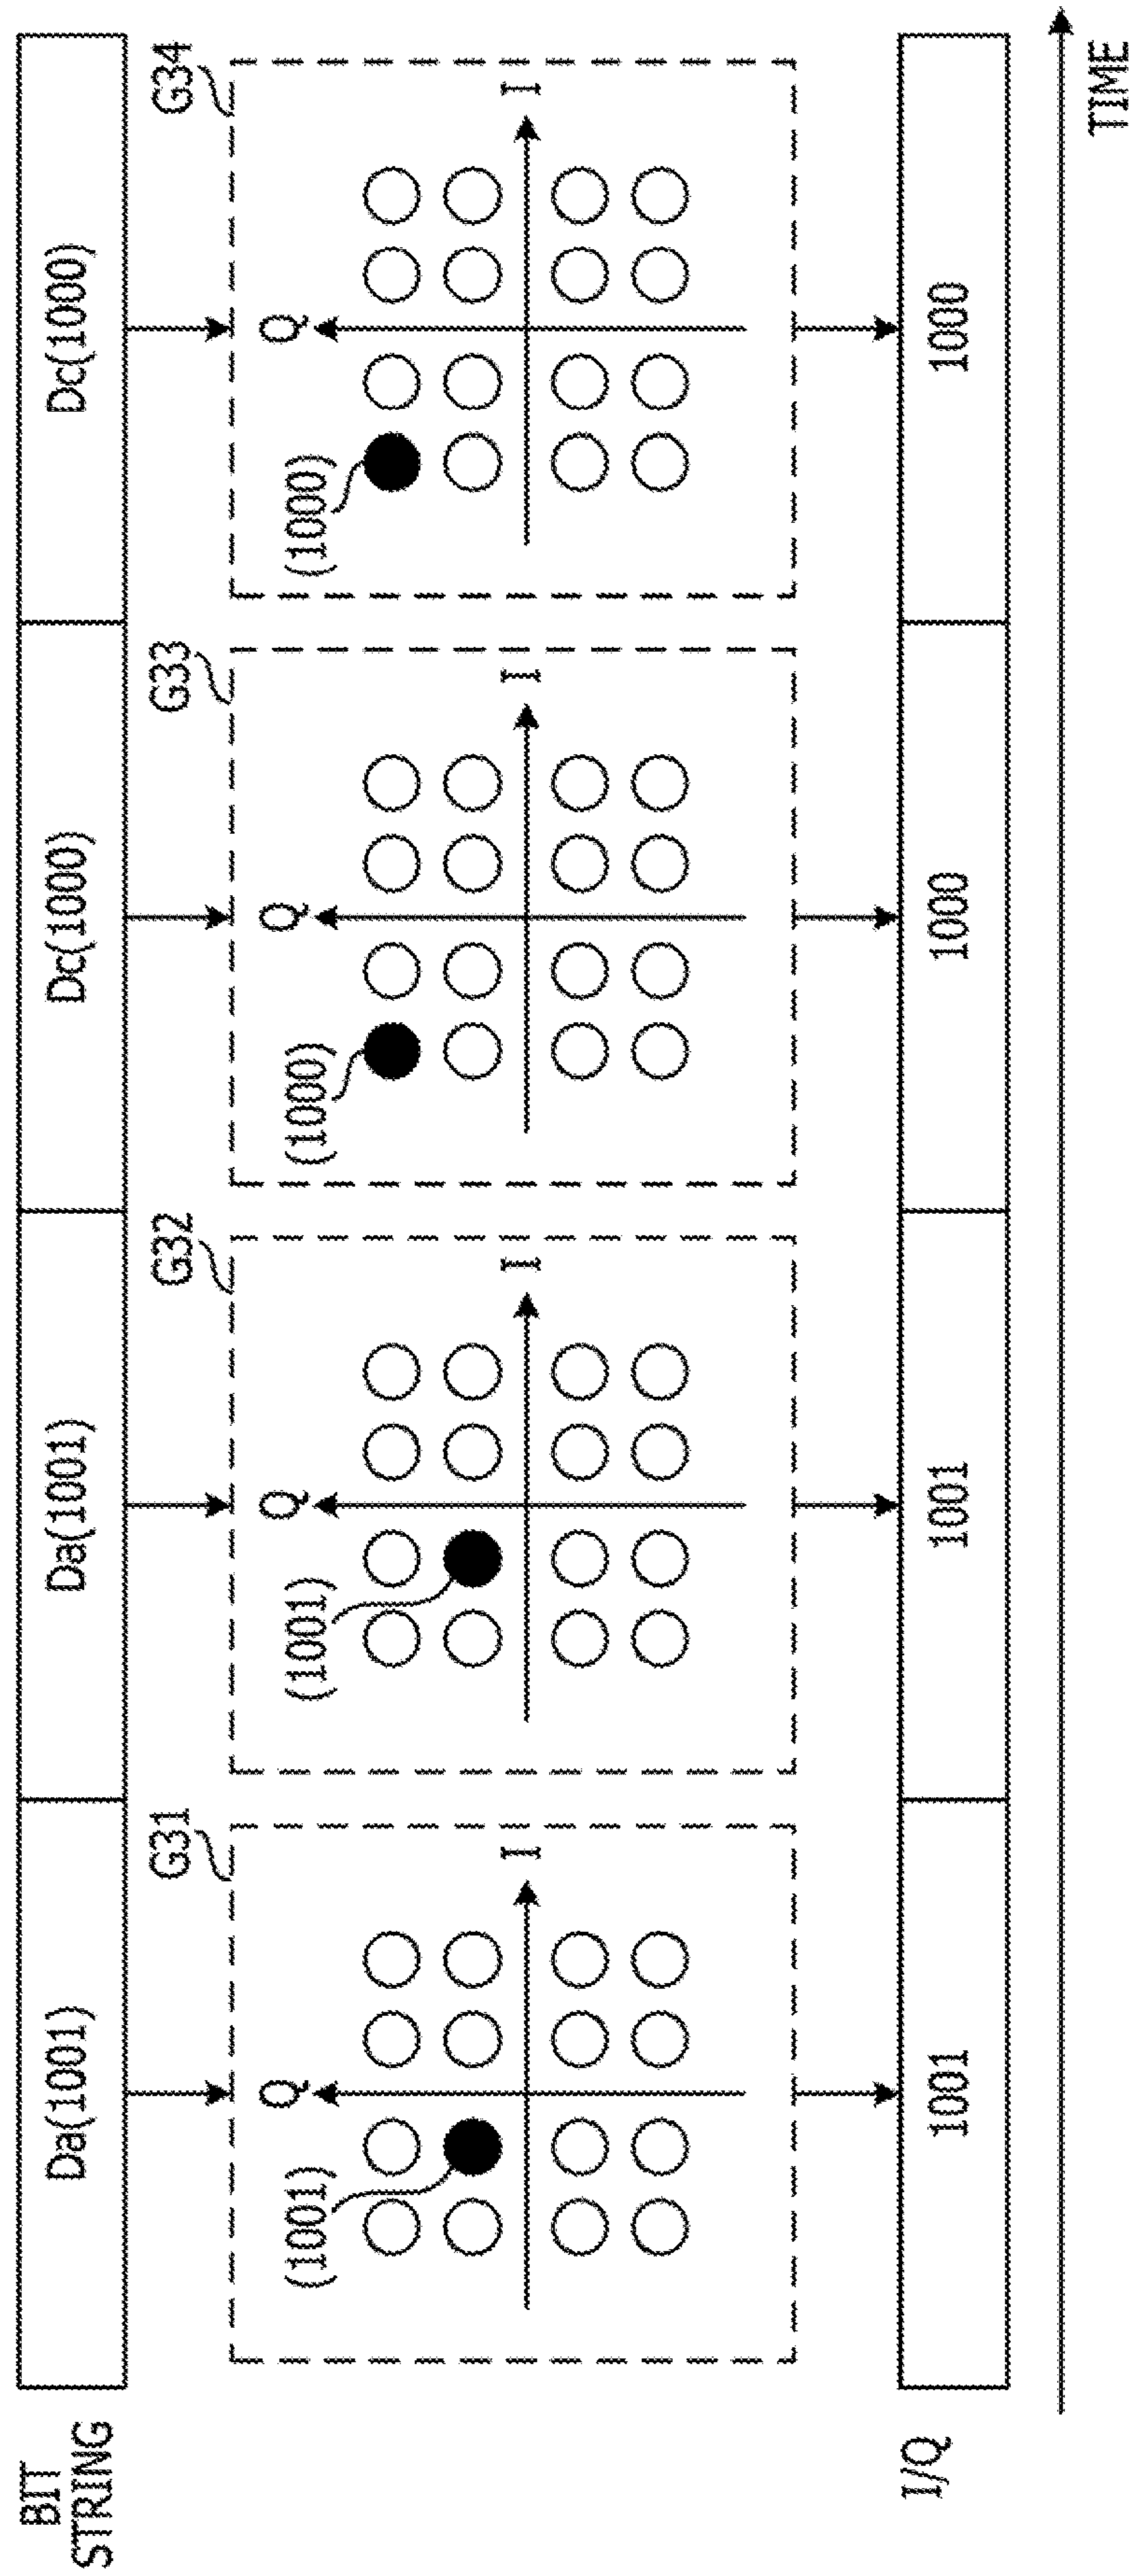 BIT
STRING
Da(1001)
Da(1001)
Dc(1000)
Dc(1000)
G31
G32
G33
G34
Q
Q
Q
Q
(1001)
(1001)
(1000)
(1000)
I
I
I
I
I/Q
1001
1001
1000
1000
TIME